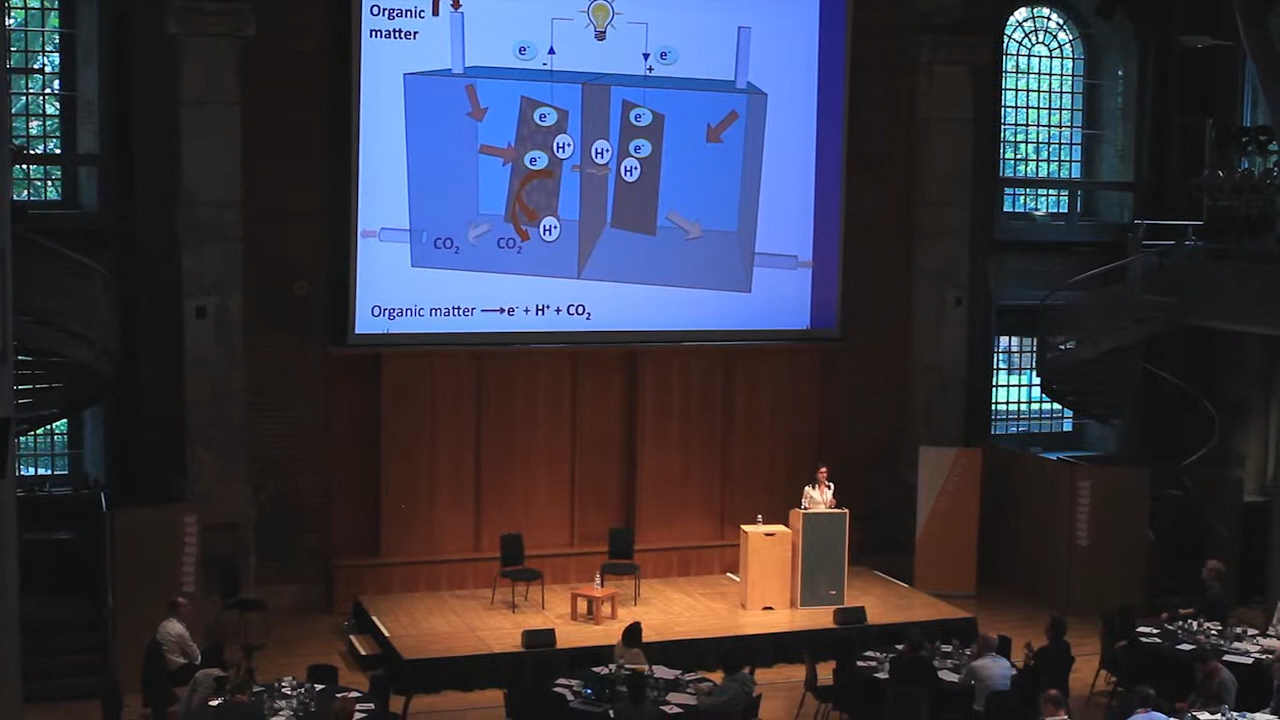 Organic
matter
e⁻
e⁻
-
+
e⁻
e⁻
H⁺
H⁺
e⁻
e⁻
H⁺
H⁺
CO₂
CO₂
Organic matter ⟶e⁻ + H⁺ + CO₂